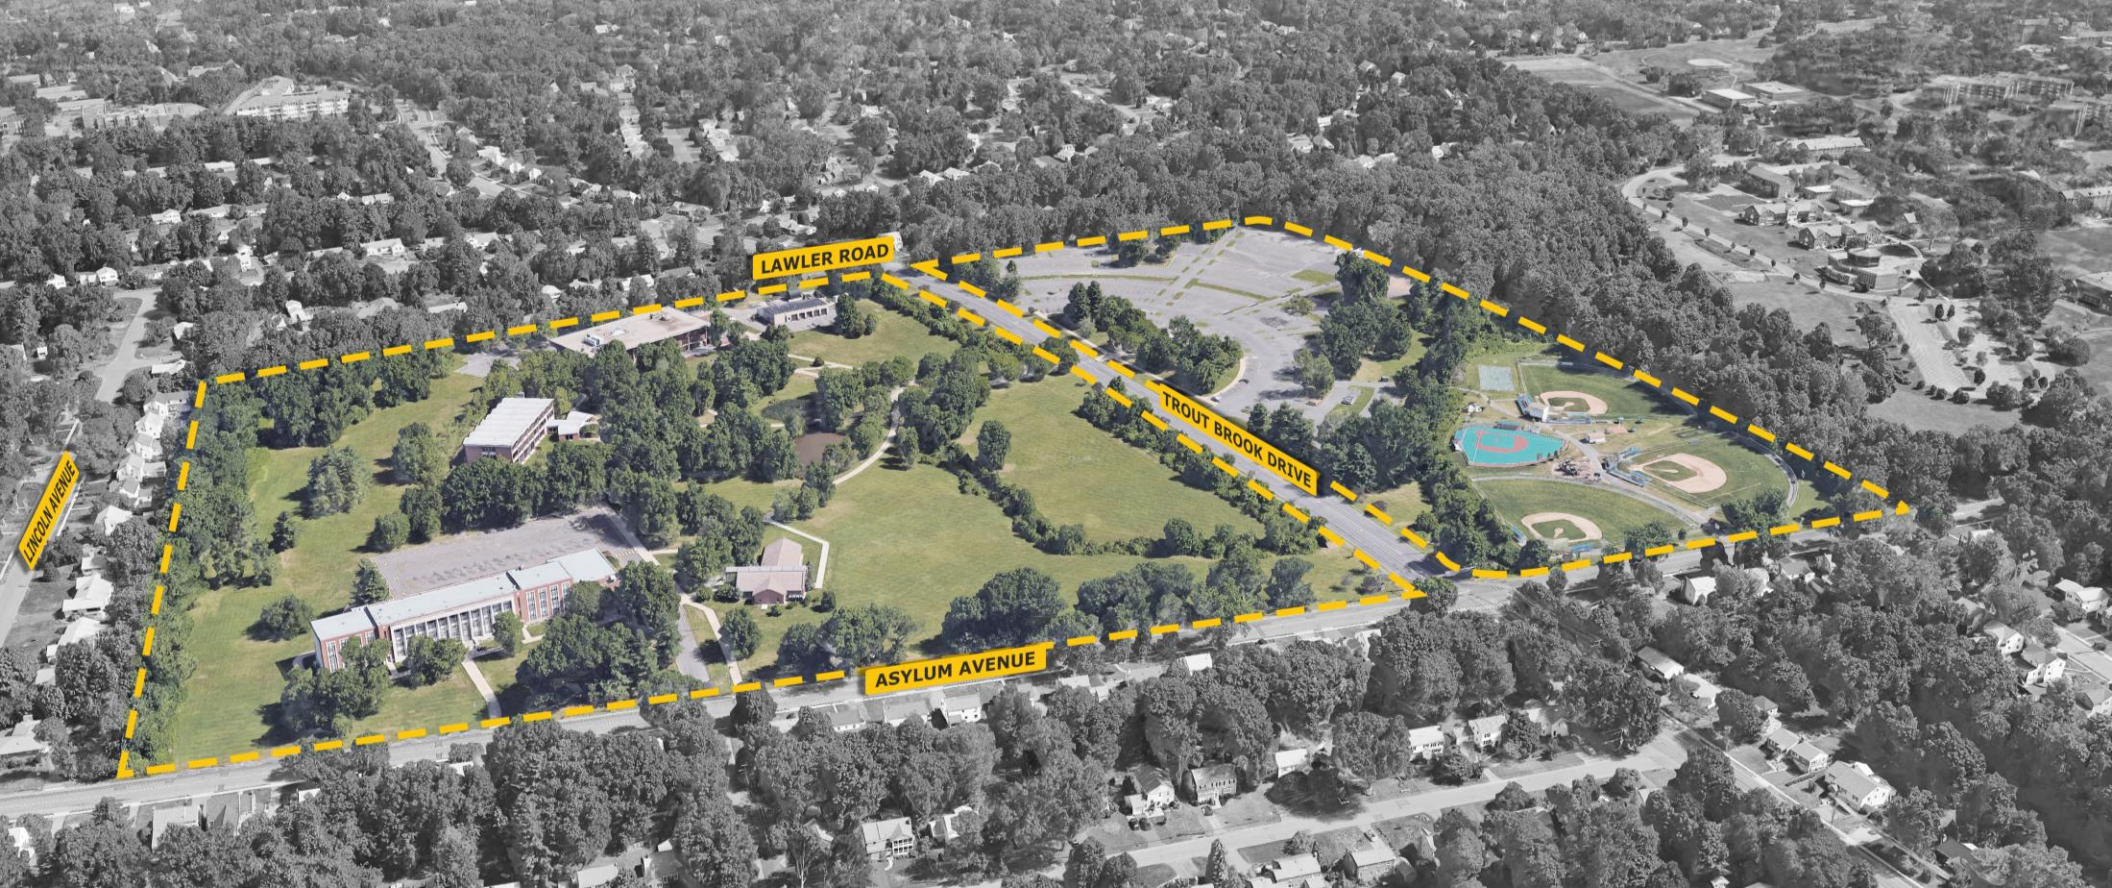 LAWLER ROAD
TROUT BROOK DRIVE
LINCOLN AVENUE
ASYLUM AVENUE